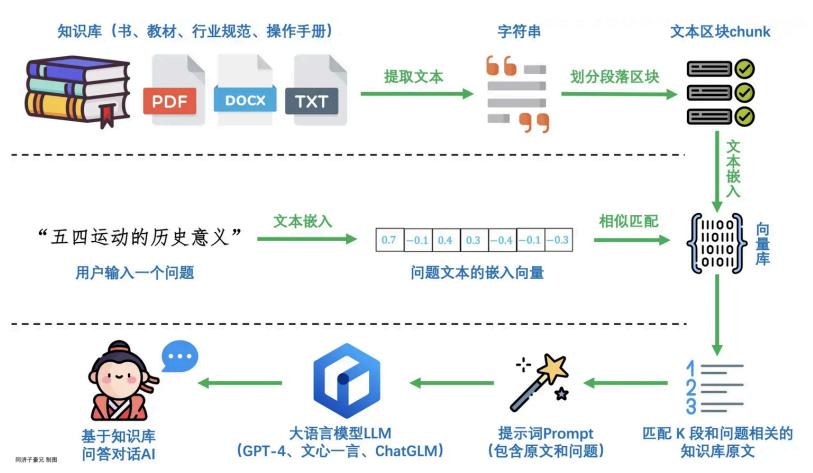 知识库（书、教材、行业规范、操作手册）
字符串
文本区块chunk
PDF
DOCX
TXT
提取文本
划分段落区块
文本嵌入
“五四运动的历史意义”
文本嵌入
0.7 -0.1 0.4 0.3 -0.4 -0.1 -0.3
相似匹配
11100
10111
10110
01011
向量库
用户输入一个问题
问题文本的嵌入向量
1
2
3
基于知识库
问答对话AI
大语言模型LLM
（GPT-4、文心一言、ChatGLM）
提示词Prompt
（包含原文和问题）
匹配 K 段和问题相关的
知识库原文
同济子豪兄 制图